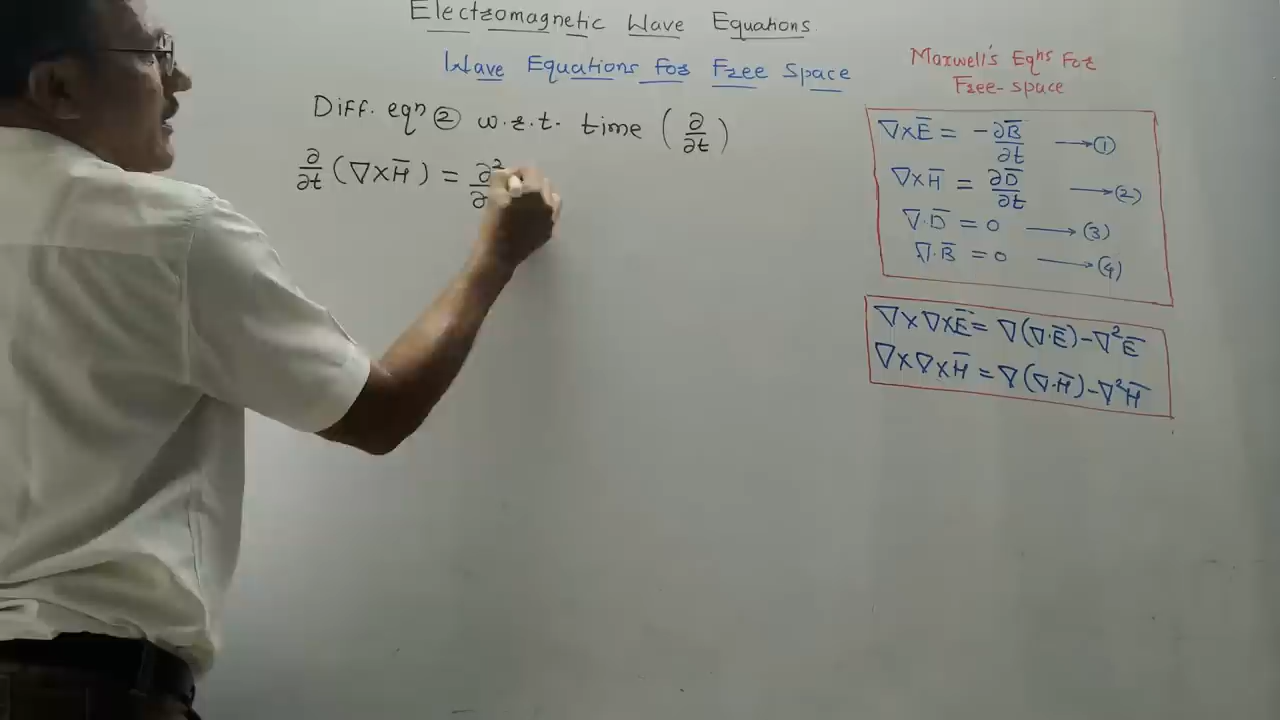 Electromagnetic Wave Equations
Wave Equations For Free Space
Diff. eqn ② w.r.t. time (∂/∂t)
∂/∂t (∇×H̅) = ∂²/∂
Maxwell's Eqns For
Free-space
∇×E̅ = -∂B̅/∂t → ①
∇×H̅ = ∂D̅/∂t → (2)
∇.D̅ = 0 → (3)
∇.B̅ = 0 → (4)
∇×∇×E̅ = ∇(∇.E̅)-∇²E̅
∇×∇×H̅ = ∇(∇.H̅)-∇²H̅